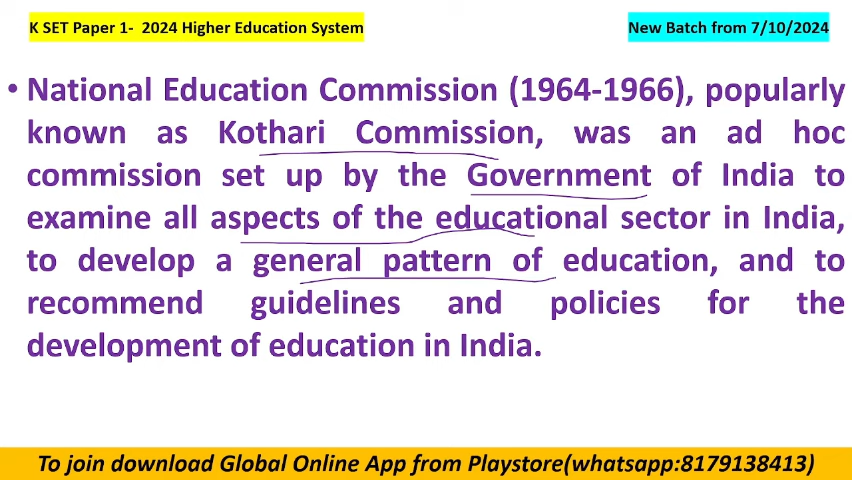 K SET Paper 1-  2024 Higher Education System
New Batch from 7/10/2024
• National Education Commission (1964-1966), popularly
known as Kothari Commission, was an ad hoc
commission set up by the Government of India to
examine all aspects of the educational sector in India,
to develop a general pattern of education, and to
recommend guidelines and policies for the
development of education in India.
To join download Global Online App from Playstore(whatsapp:8179138413)